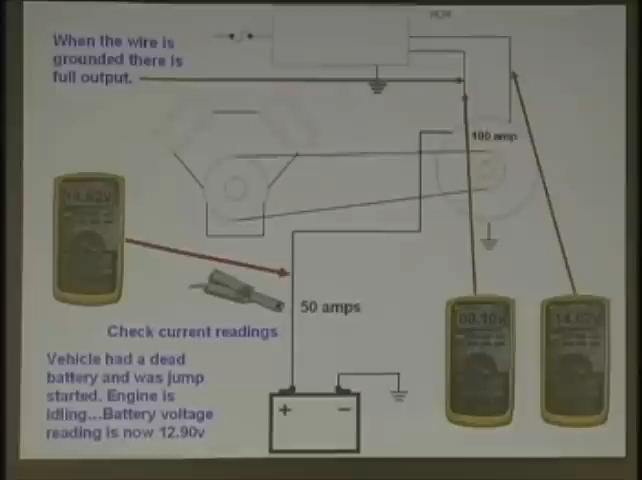 When the wire is
grounded there is
full output.
100 amp
50 amps
Check current readings
Vehicle had a dead
battery and was jump
started. Engine is
idling...Battery voltage
reading is now 12.90v
+ −